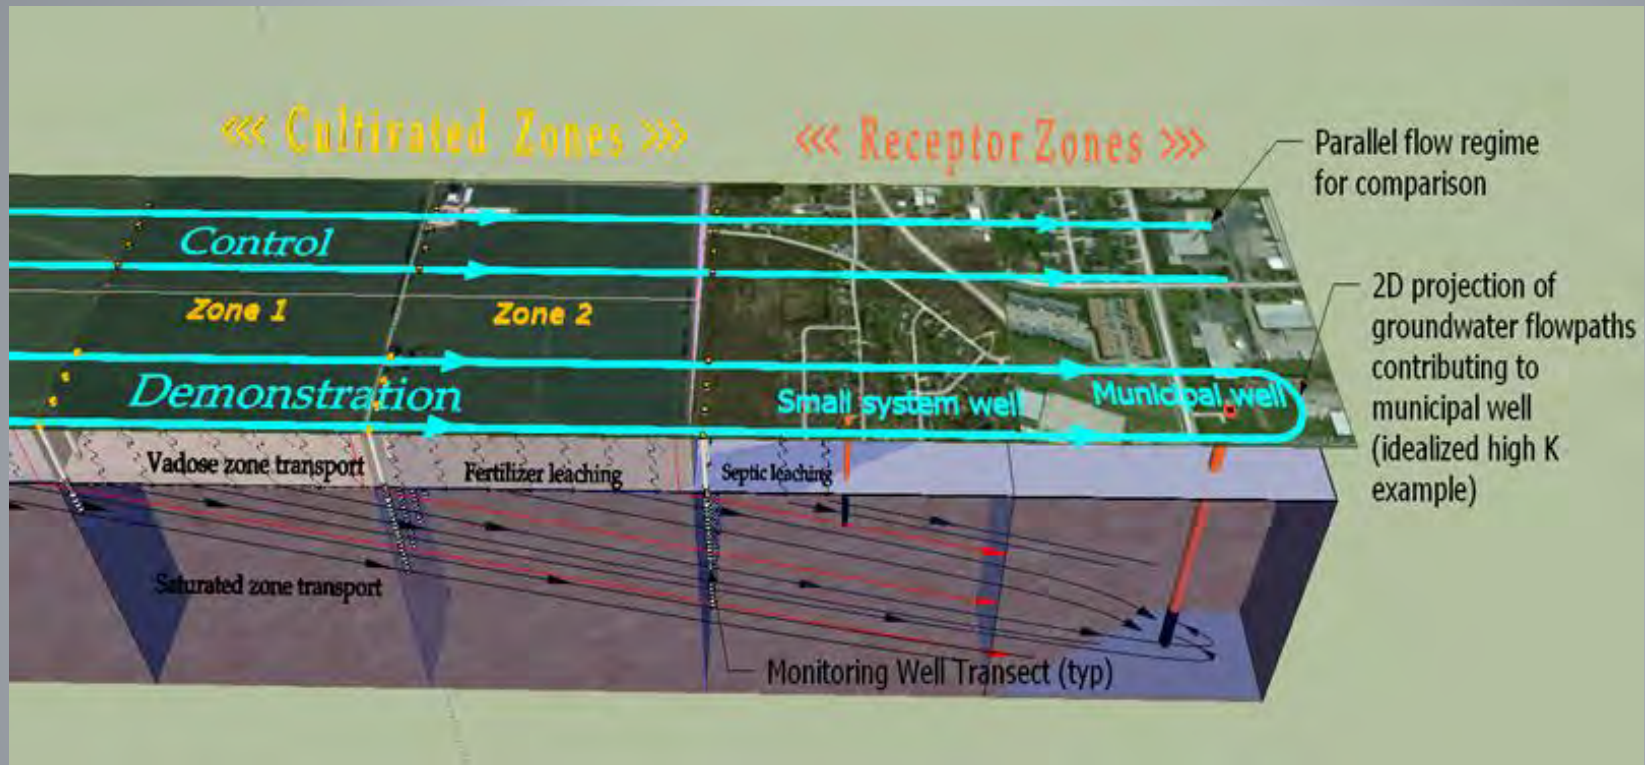 <<< Cultivated Zones >>>
<<< Receptor Zones >>>
Parallel flow regime
for comparison
Control
Zone 1
Zone 2
2D projection of
groundwater flowpaths
contributing to
municipal well
(idealized high K
example)
Demonstration
Small system well
Municipal well
Vadose zone transport
Fertilizer leaching
Septic leaching
Saturated zone transport
Monitoring Well Transect (typ)